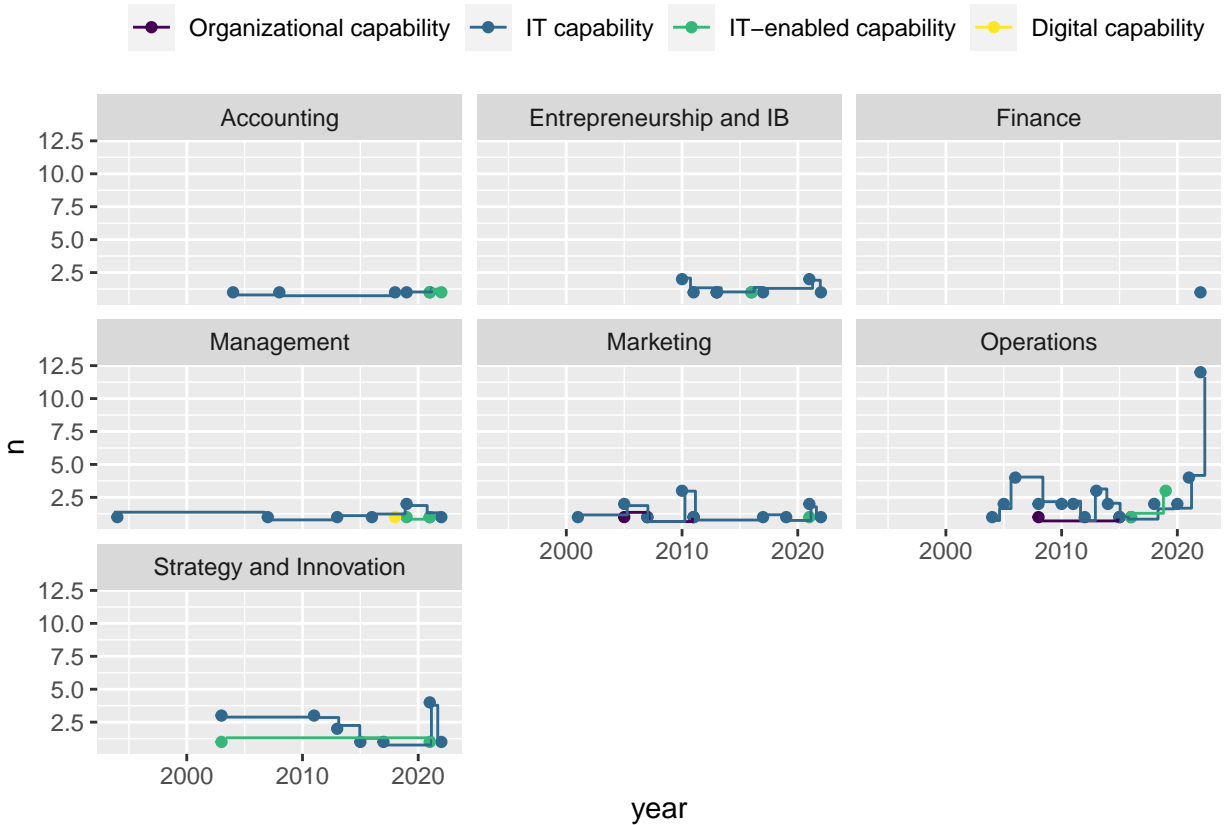 Organizational capability IT capability IT−enabled capability Digital capability
Accounting Entrepreneurship and IB Finance
12.5
10.0
7.5
5.0
2.5
Management Marketing Operations
12.5
10.0
7.5
5.0
2.5
n
2000 2010 2020 2000 2010 2020
Strategy and Innovation
12.5
10.0
7.5
5.0
2.5
2000 2010 2020
year